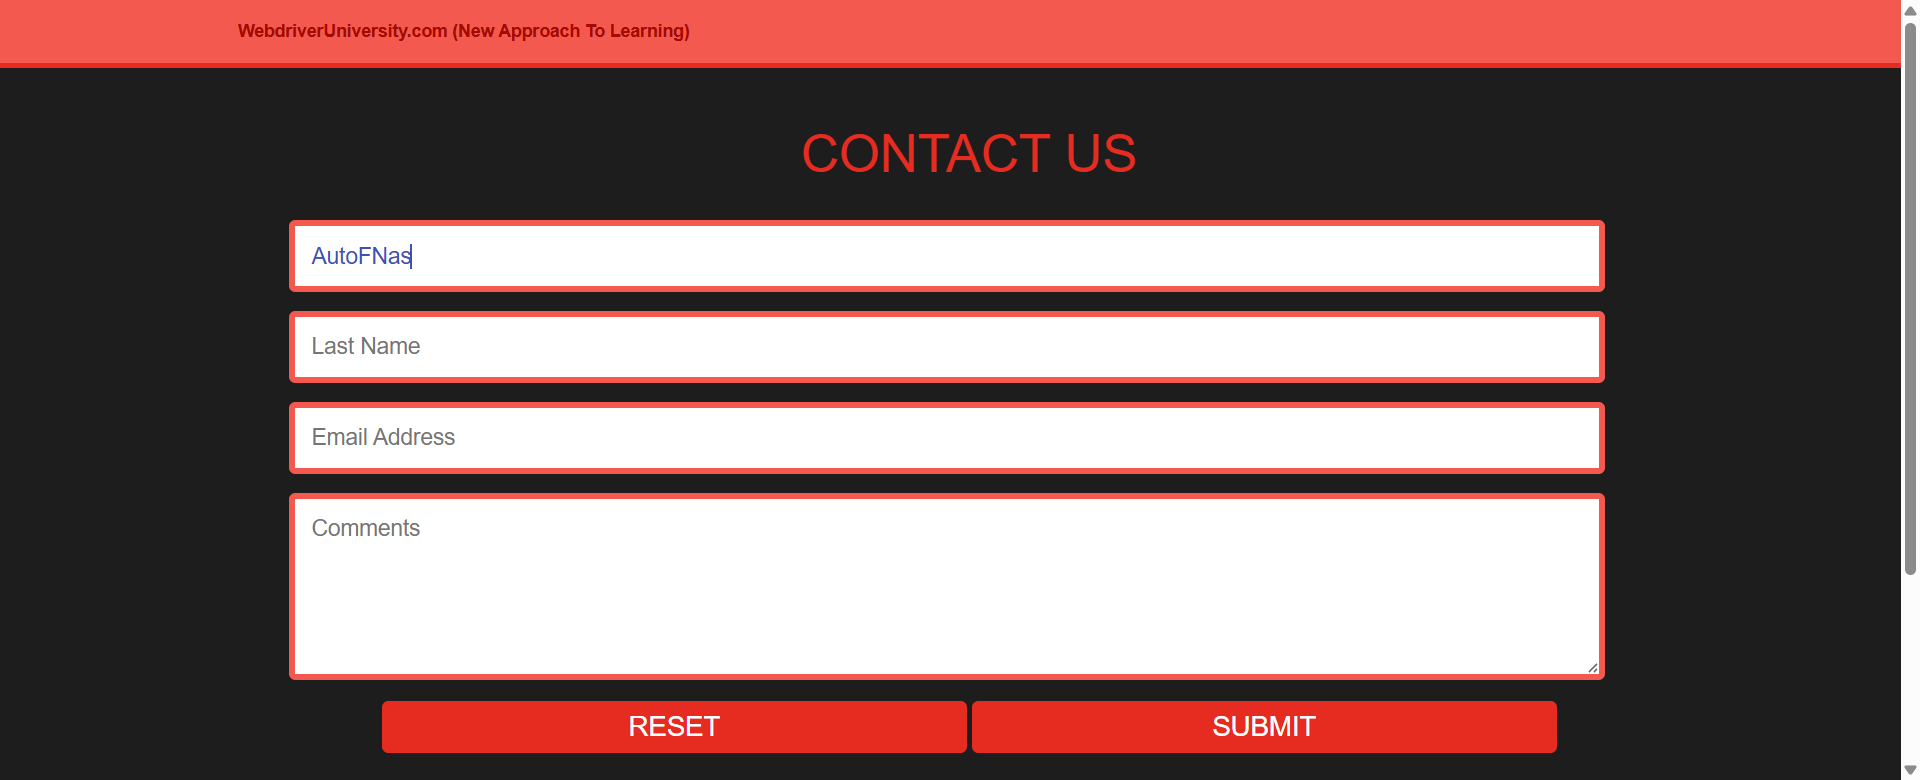 WebdriverUniversity.com (New Approach To Learning)
CONTACT US
AutoFNas
Last Name
Email Address
Comments
RESET
SUBMIT